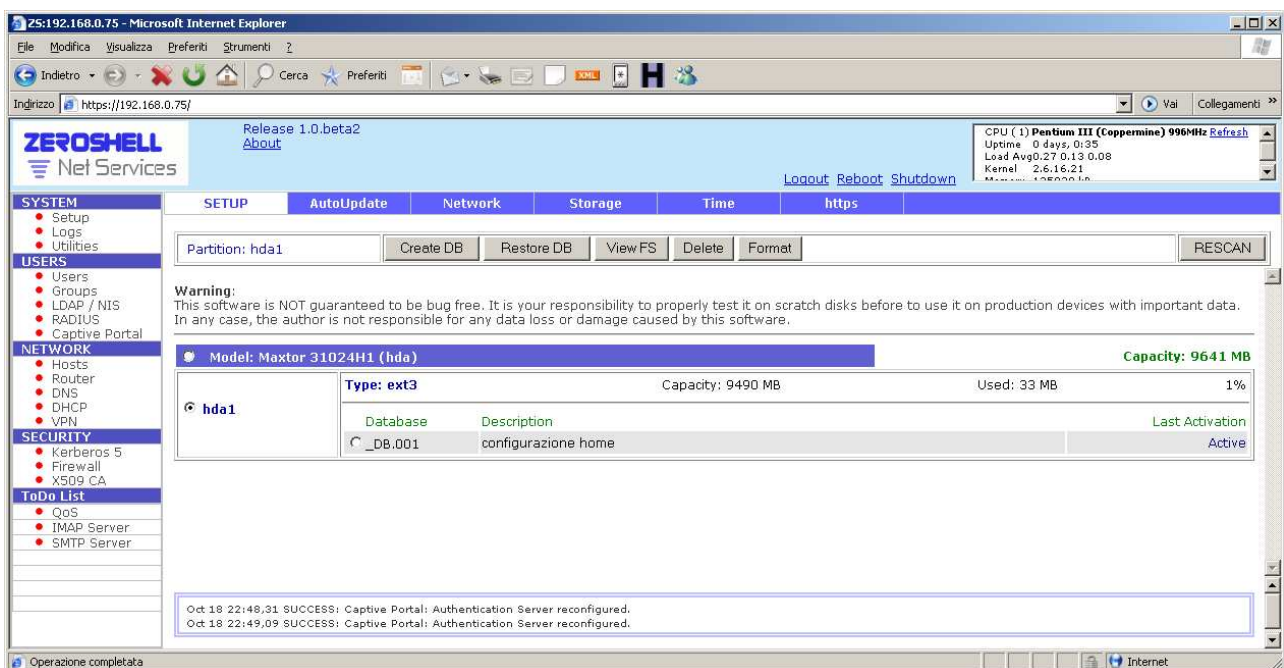 ZS:192.168.0.75 - Microsoft Internet Explorer
File Modifica Visualizza Preferiti Strumenti ?
Indietro Cerca Preferiti XML H
Indirizzo https://192.168.0.75/ Vai Collegamenti »
ZEROSHELL
Net Services
Release 1.0.beta2
About
Logout Reboot Shutdown
CPU ( 1) Pentium III (Coppermine) 996MHz Refresh
Uptime 0 days, 0:35
Load Avg0.27 0.13 0.08
Kernel 2.6.16.21
SYSTEM
Setup
Logs
Utilities
USERS
Users
Groups
LDAP / NIS
RADIUS
Captive Portal
NETWORK
Hosts
Router
DNS
DHCP
VPN
SECURITY
Kerberos 5
Firewall
X509 CA
ToDo List
QoS
IMAP Server
SMTP Server
SETUP AutoUpdate Network Storage Time https
Partition: hda1 Create DB Restore DB View FS Delete Format RESCAN
Warning:
This software is NOT guaranteed to be bug free. It is your responsibility to properly test it on scratch disks before to use it on production devices with important data.
In any case, the author is not responsible for any data loss or damage caused by this software.
Model: Maxtor 31024H1 (hda) Capacity: 9641 MB
hda1
Type: ext3 Capacity: 9490 MB Used: 33 MB 1%
Database Description Last Activation
_DB.001 configurazione home Active
Oct 18 22:48,31 SUCCESS: Captive Portal: Authentication Server reconfigured.
Oct 18 22:49,09 SUCCESS: Captive Portal: Authentication Server reconfigured.
Operazione completata Internet